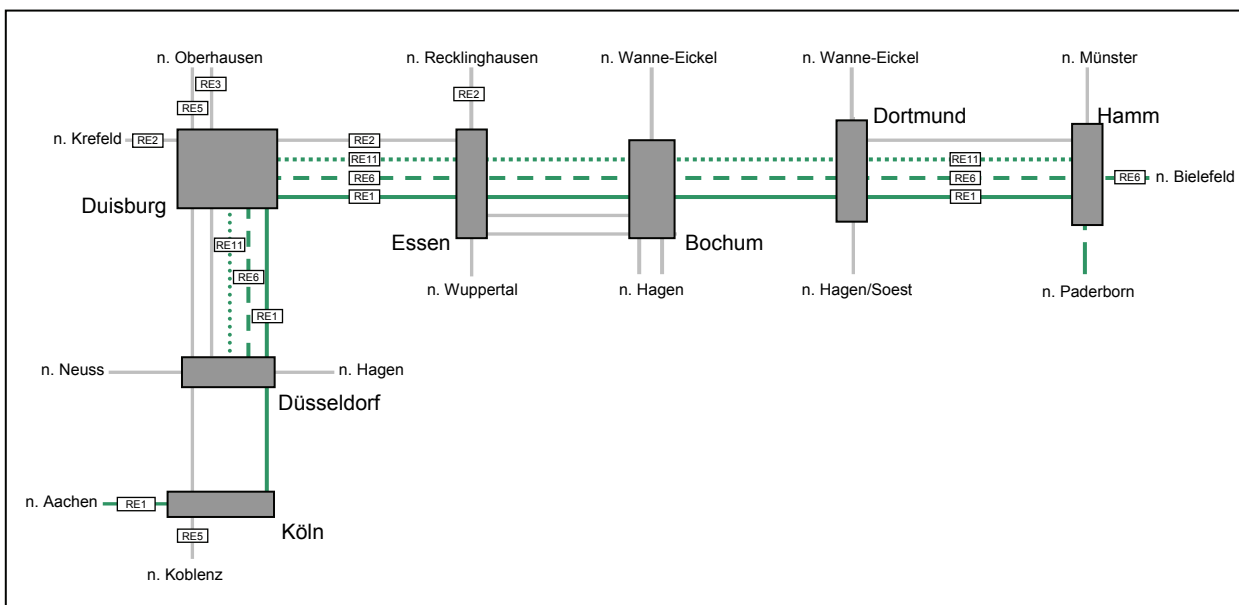 n. Oberhausen
n. Recklinghausen
n. Wanne-Eickel
n. Wanne-Eickel
n. Münster
RE3
RE5
RE2
Dortmund
Hamm
n. Krefeld
RE2
RE2
RE11
RE11
RE6
RE6
RE6
n. Bielefeld
RE1
RE1
Duisburg
Essen
Bochum
RE11
RE6
n. Wuppertal
n. Hagen
n. Hagen/Soest
n. Paderborn
RE1
n. Neuss
n. Hagen
Düsseldorf
n. Aachen
RE1
Köln
RE5
n. Koblenz